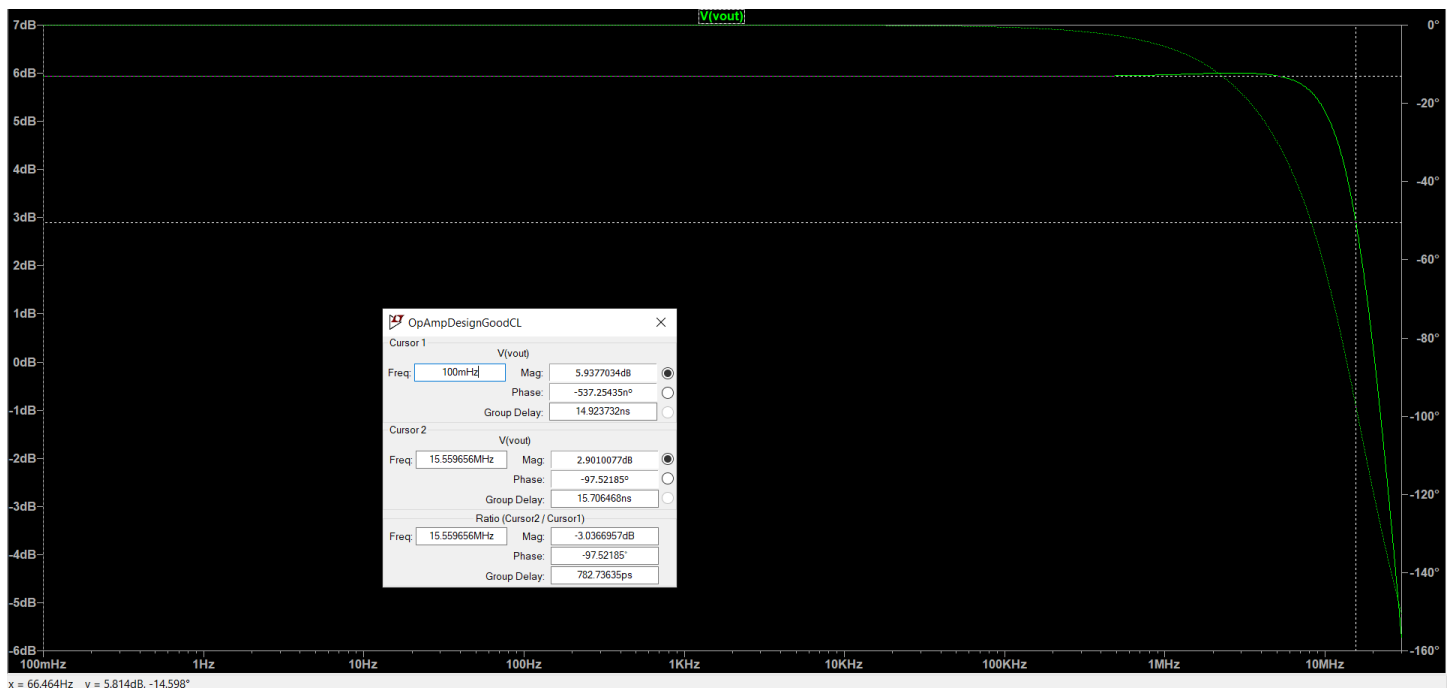 V(vout)
7dB
6dB
5dB
4dB
3dB
2dB
1dB
0dB
-1dB
-2dB
-3dB
-4dB
-5dB
-6dB
0°
-20°
-40°
-60°
-80°
-100°
-120°
-140°
-160°
OpAmpDesignGoodCL
Cursor 1
V(vout)
Freq: 100mHz Mag: 5.9377034dB
Phase: -537.25435n°
Group Delay: 14.923732ns
Cursor 2
V(vout)
Freq: 15.559656MHz Mag: 2.9010077dB
Phase: -97.52185°
Group Delay: 15.706468ns
Ratio (Cursor2 / Cursor1)
Freq: 15.559656MHz Mag: -3.0366957dB
Phase: -97.52185°
Group Delay: 782.73635ps
100mHz 1Hz 10Hz 100Hz 1KHz 10KHz 100KHz 1MHz 10MHz
x = 66.464Hz y = 5.814dB, -14.598°